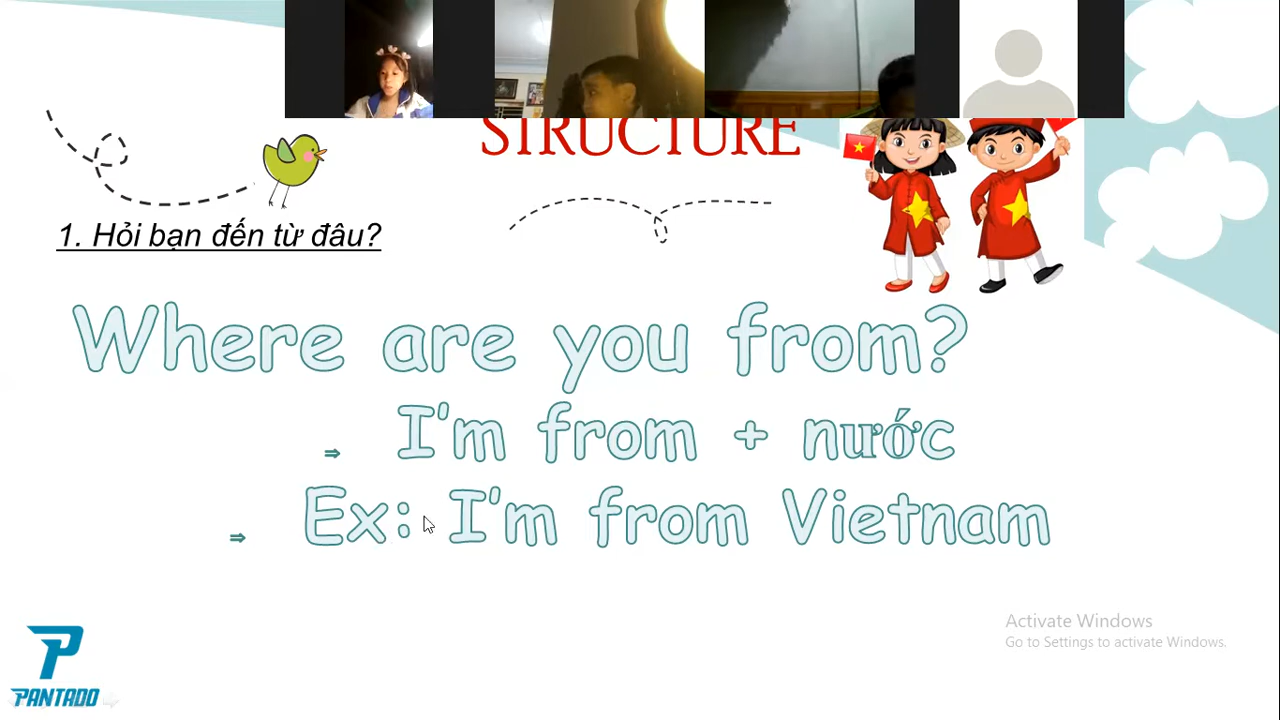 STRUCTURE
1. Hỏi bạn đến từ đâu?
Where are you from?
⇒ I'm from + nước
⇒ Ex: I'm from Vietnam
Activate Windows
Go to Settings to activate Windows.
PANTADO